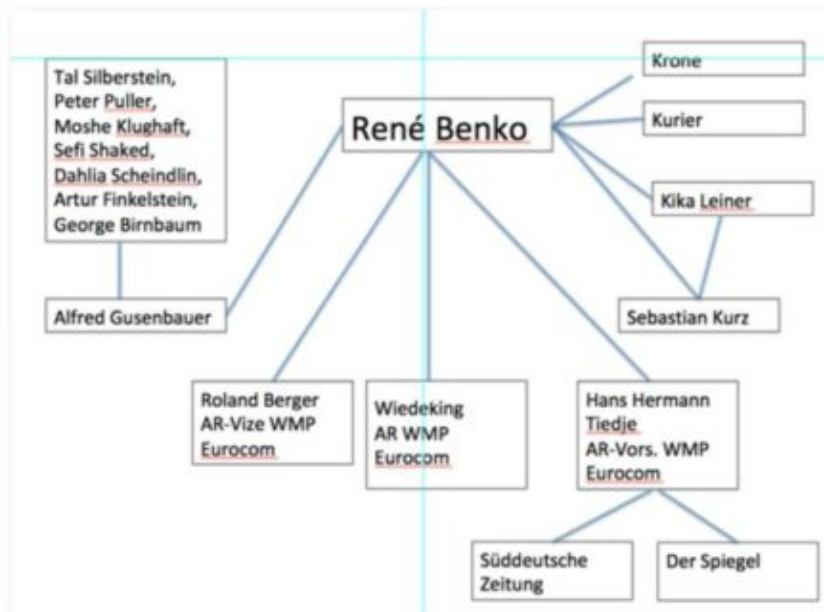 Tal Silberstein,
Peter Puller,
Moshe Klughaft,
Sefi Shaked,
Dahlia Scheindlin,
Artur Finkelstein,
George Birnbaum
René Benko
Krone
Kurier
Kika Leiner
Alfred Gusenbauer
Sebastian Kurz
Roland Berger
AR-Vize WMP
Eurocom
Wiedeking
AR WMP
Eurocom
Hans Hermann
Tiedje
AR-Vors. WMP
Eurocom
Süddeutsche
Zeitung
Der Spiegel